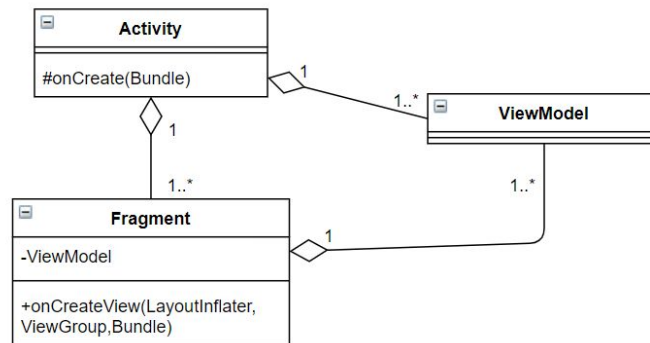 Activity
#onCreate(Bundle)
1
1..*
ViewModel
1
1..*
1..*
Fragment
1
-ViewModel
+onCreateView(LayoutInflater,
ViewGroup,Bundle)